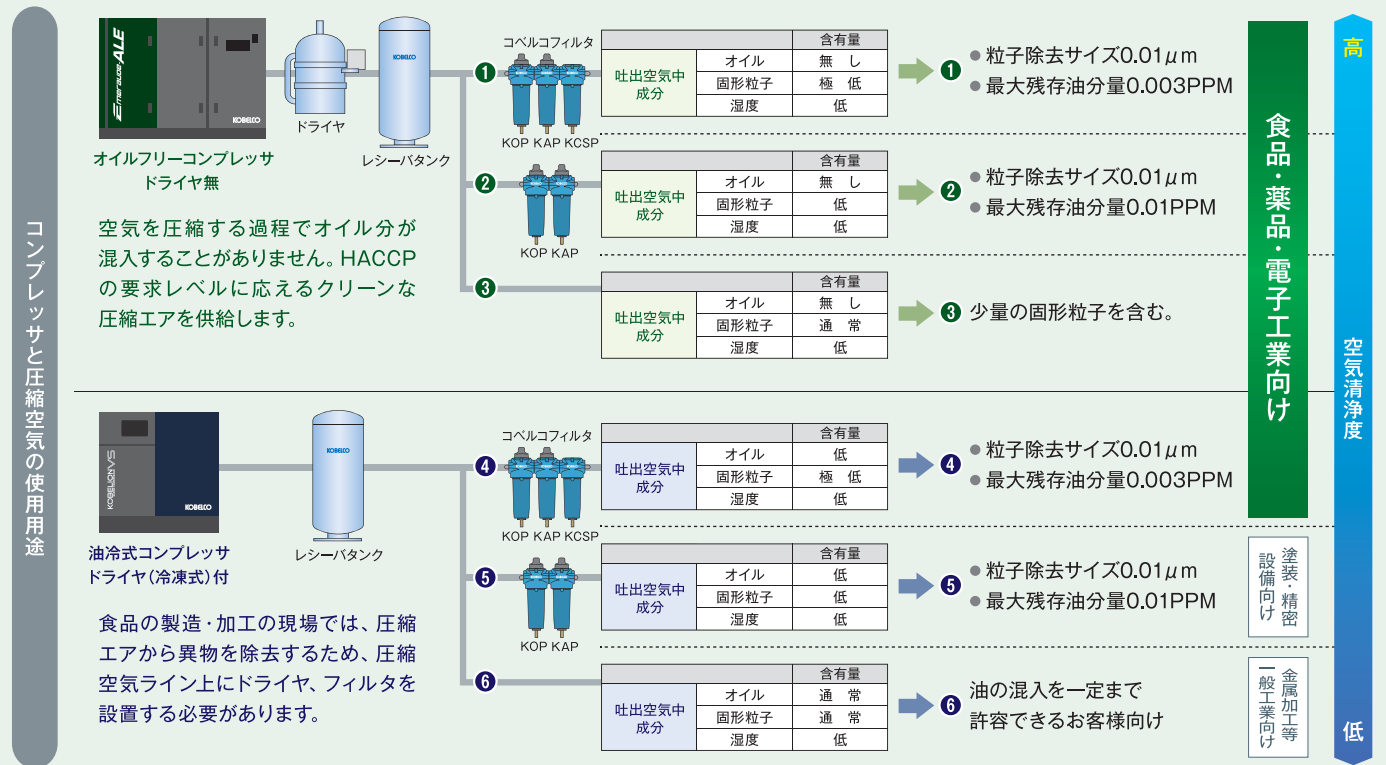 コンプレッサと圧縮空気の使用用途
Emeraude ALE
KOBELCO
オイルフリーコンプレッサ
ドライヤ無
ドライヤ
KOBELCO
レシーバタンク
空気を圧縮する過程でオイル分が
混入することがありません。HACCP
の要求レベルに応えるクリーンな
圧縮エアを供給します。
コベルコフィルタ
❶
KOP KAP KCSP
含有量
吐出空気中
成分
オイル 無 し
固形粒子 極 低
湿度 低
❶ ● 粒子除去サイズ0.01μm
● 最大残存油分量0.003PPM
❷
KOP KAP
含有量
吐出空気中
成分
オイル 無 し
固形粒子 低
湿度 低
❷ ● 粒子除去サイズ0.01μm
● 最大残存油分量0.01PPM
❸
含有量
吐出空気中
成分
オイル 無 し
固形粒子 通 常
湿度 低
❸ 少量の固形粒子を含む。
KOBELION
KOBELCO
油冷式コンプレッサ
ドライヤ(冷凍式)付
KOBELCO
レシーバタンク
食品の製造・加工の現場では、圧縮
エアから異物を除去するため、圧縮
空気ライン上にドライヤ、フィルタを
設置する必要があります。
コベルコフィルタ
❹
KOP KAP KCSP
含有量
吐出空気中
成分
オイル 低
固形粒子 極 低
湿度 低
❹ ● 粒子除去サイズ0.01μm
● 最大残存油分量0.003PPM
❺
KOP KAP
含有量
吐出空気中
成分
オイル 低
固形粒子 低
湿度 低
❺ ● 粒子除去サイズ0.01μm
● 最大残存油分量0.01PPM
❻
含有量
吐出空気中
成分
オイル 通 常
固形粒子 通 常
湿度 低
❻ 油の混入を一定まで
許容できるお客様向け
食品・薬品・電子工業向け
塗装・精密
設備向け
金属加工等
一般工業向け
高
空気清浄度
低